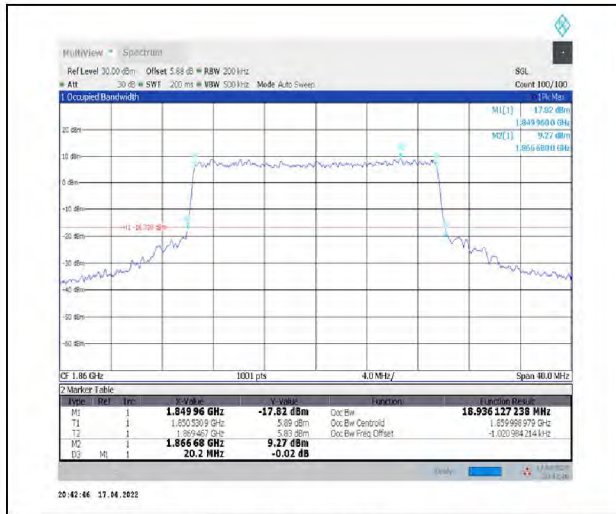 MultiView Spectrum
Ref Level 30.00 dBm Offset 5.88 dB RBW 200 kHz SGL
Att 30 dB SWT 200 ms VBW 500 kHz Mode Auto Sweep Count 100/100
1 Occupied Bandwidth 1Pk Max
M1[1] -17.82 dBm
1.849 960 0 GHz
M2[1] 9.27 dBm
1.866 680 0 GHz
20 dBm
10 dBm
0 dBm
-10 dBm
-20 dBm
-30 dBm
-40 dBm
-50 dBm
-60 dBm
CF 1.86 GHz 1001 pts 4.0 MHz/ Span 40.0 MHz
2 Marker Table
Type Ref Trc X-Value Y-Value Function Function Result
M1 1 1.849 96 GHz -17.82 dBm Occ Bw 18.936 127 238 MHz
T1 1 1.850 530 9 GHz 5.89 dBm Occ Bw Centroid 1.859 998 979 GHz
T2 1 1.869 467 GHz 5.83 dBm Occ Bw Freq Offset -1.020 984 214 kHz
M2 1 1.866 68 GHz 9.27 dBm
D3 M1 1 20.2 MHz -0.02 dB
20:42:46 17.04.2022